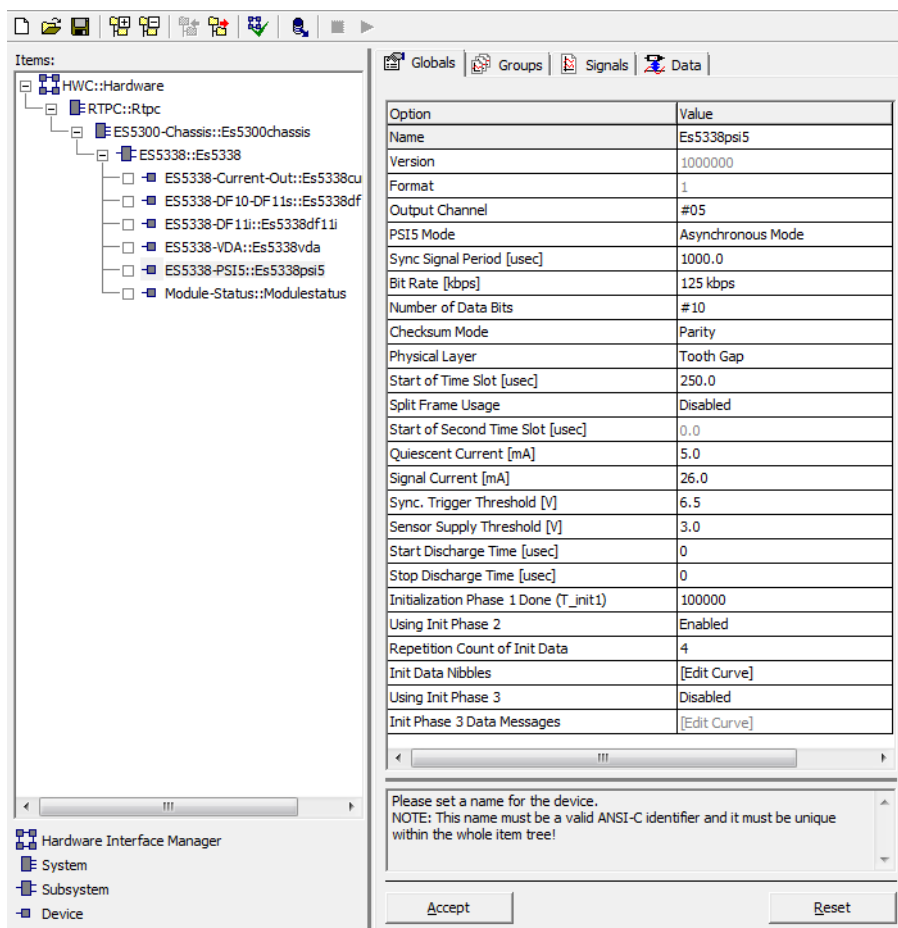 Items:
HWC::Hardware
RTPC::Rtpc
ES5300-Chassis::Es5300chassis
ES5338::Es5338
ES5338-Current-Out::Es5338cu
ES5338-DF10-DF11s::Es5338df
ES5338-DF11i::Es5338df11i
ES5338-VDA::Es5338vda
ES5338-PSI5::Es5338psi5
Module-Status::Modulestatus
Hardware Interface Manager
System
Subsystem
Device
Globals Groups Signals Data
Option Value
Name Es5338psi5
Version 1000000
Format 1
Output Channel #05
PSI5 Mode Asynchronous Mode
Sync Signal Period [usec] 1000.0
Bit Rate [kbps] 125 kbps
Number of Data Bits #10
Checksum Mode Parity
Physical Layer Tooth Gap
Start of Time Slot [usec] 250.0
Split Frame Usage Disabled
Start of Second Time Slot [usec] 0.0
Quiescent Current [mA] 5.0
Signal Current [mA] 26.0
Sync. Trigger Threshold [V] 6.5
Sensor Supply Threshold [V] 3.0
Start Discharge Time [usec] 0
Stop Discharge Time [usec] 0
Initialization Phase 1 Done (T_init1) 100000
Using Init Phase 2 Enabled
Repetition Count of Init Data 4
Init Data Nibbles [Edit Curve]
Using Init Phase 3 Disabled
Init Phase 3 Data Messages [Edit Curve]
Please set a name for the device.
NOTE: This name must be a valid ANSI-C identifier and it must be unique
within the whole item tree!
Accept Reset